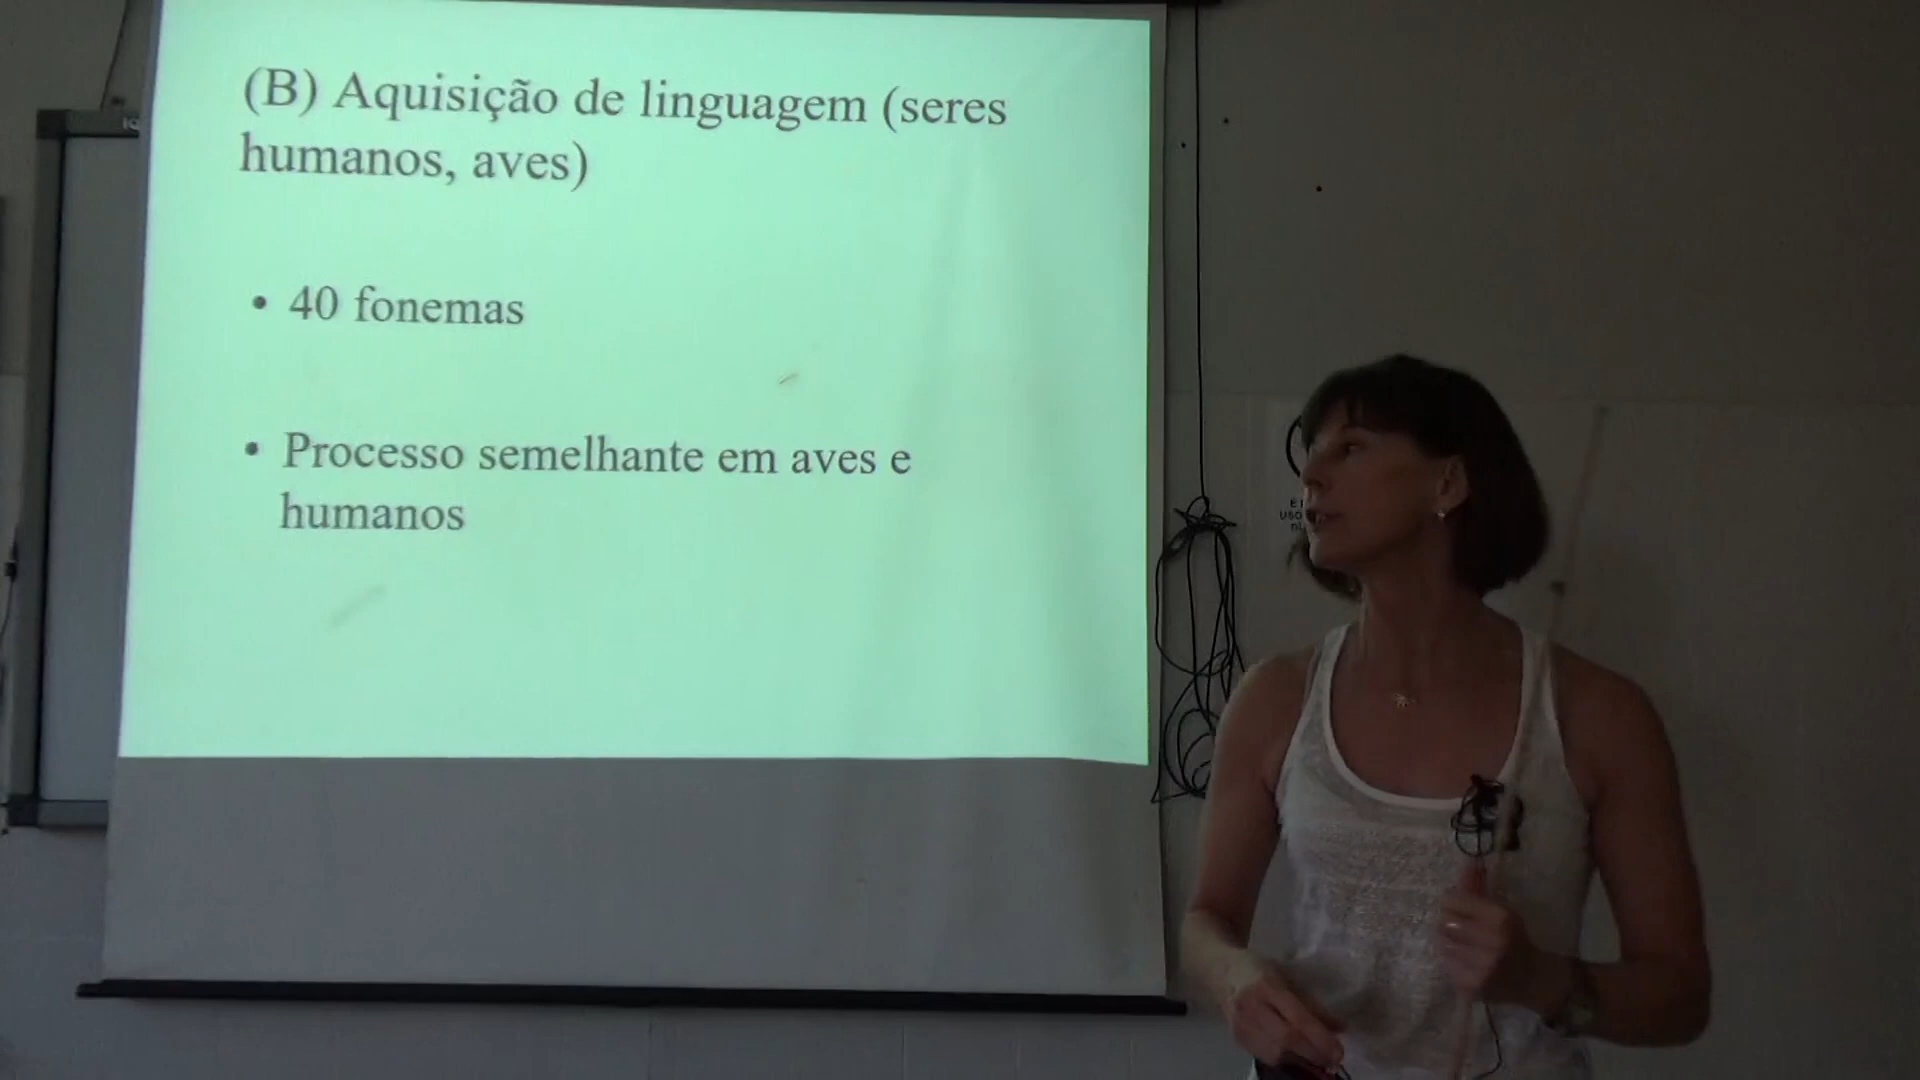 (B) Aquisição de linguagem (seres
humanos, aves)
• 40 fonemas
• Processo semelhante em aves e
humanos